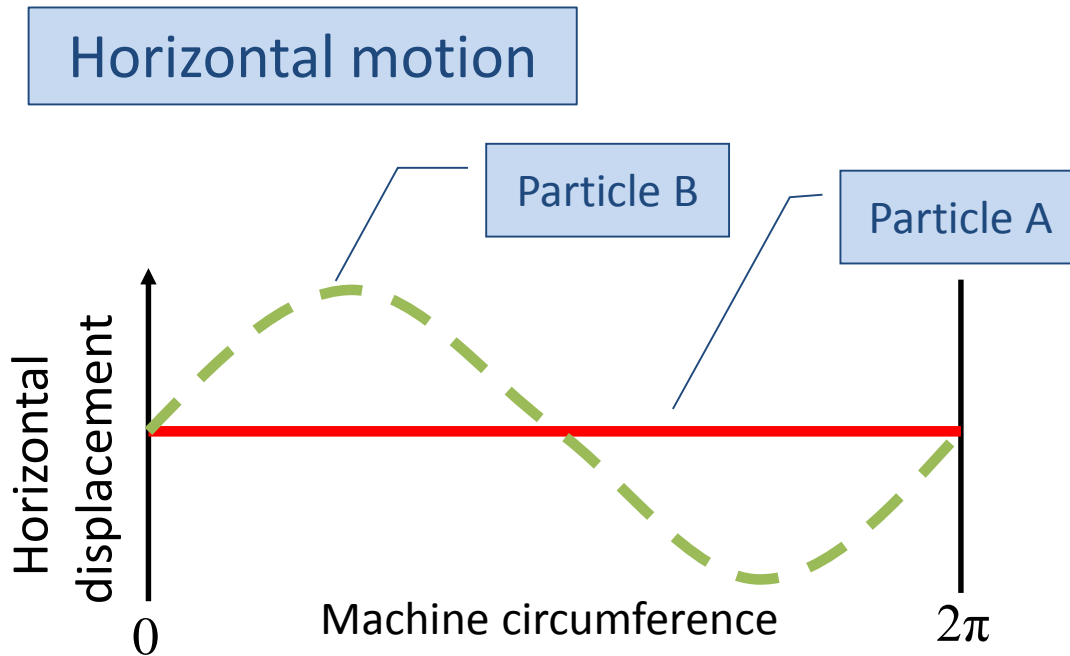 Horizontal motion
Particle B
Particle A
Horizontal
displacement
Machine circumference
0
2π